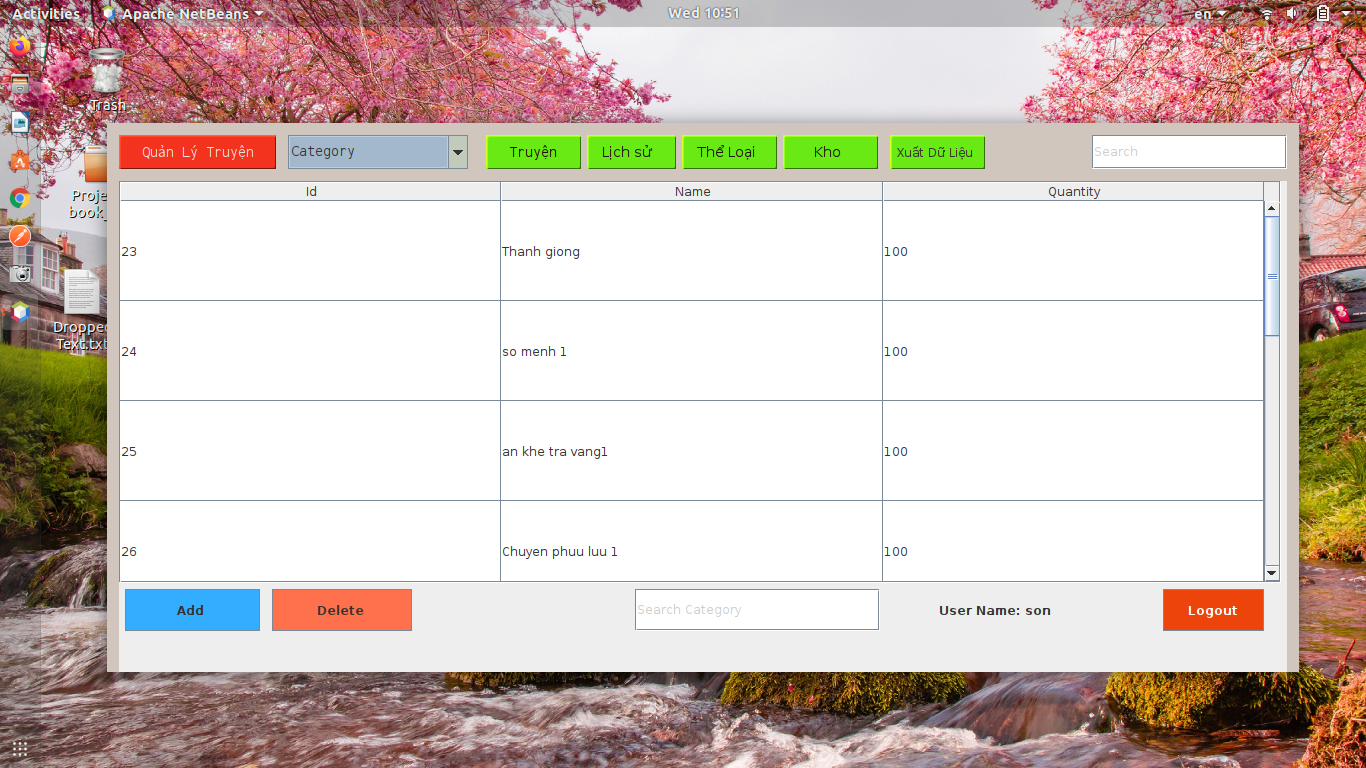 Activities Apache NetBeans Wed 10:51 en
Trash
Proje
book_
Dropped
Text.txt
Quản Lý Truyện Category Truyện Lịch sử Thể Loại Kho Xuất Dữ Liệu Search
Id Name Quantity
23 Thanh giong 100
24 so menh 1 100
25 an khe tra vang1 100
26 Chuyen phuu luu 1 100
Add Delete Search Category User Name: son Logout